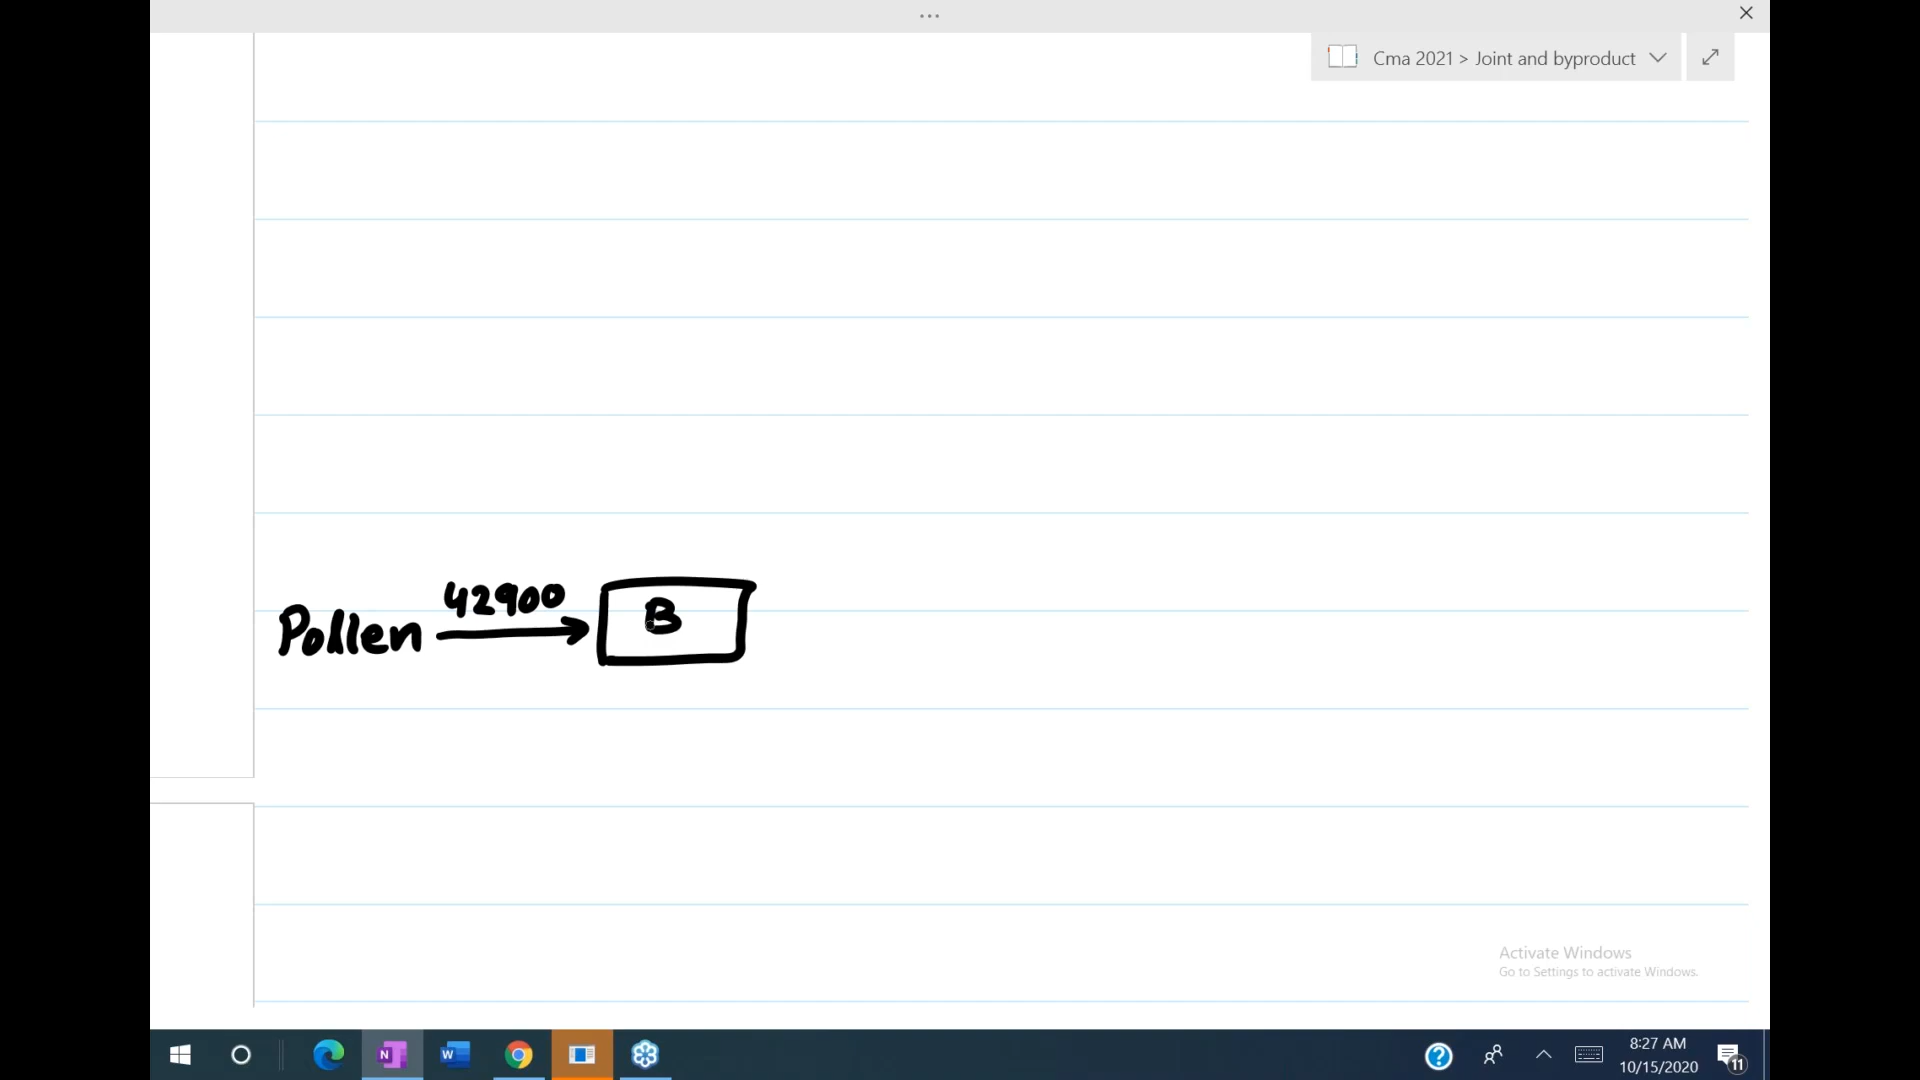 Cma 2021 > Joint and byproduct
42900
Pollen
B
Activate Windows
Go to Settings to activate Windows.
8:27 AM
10/15/2020
11